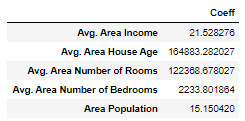 Coeff
Avg. Area Income 21.528276
Avg. Area House Age 164883.282027
Avg. Area Number of Rooms 122368.678027
Avg. Area Number of Bedrooms 2233.801864
Area Population 15.150420